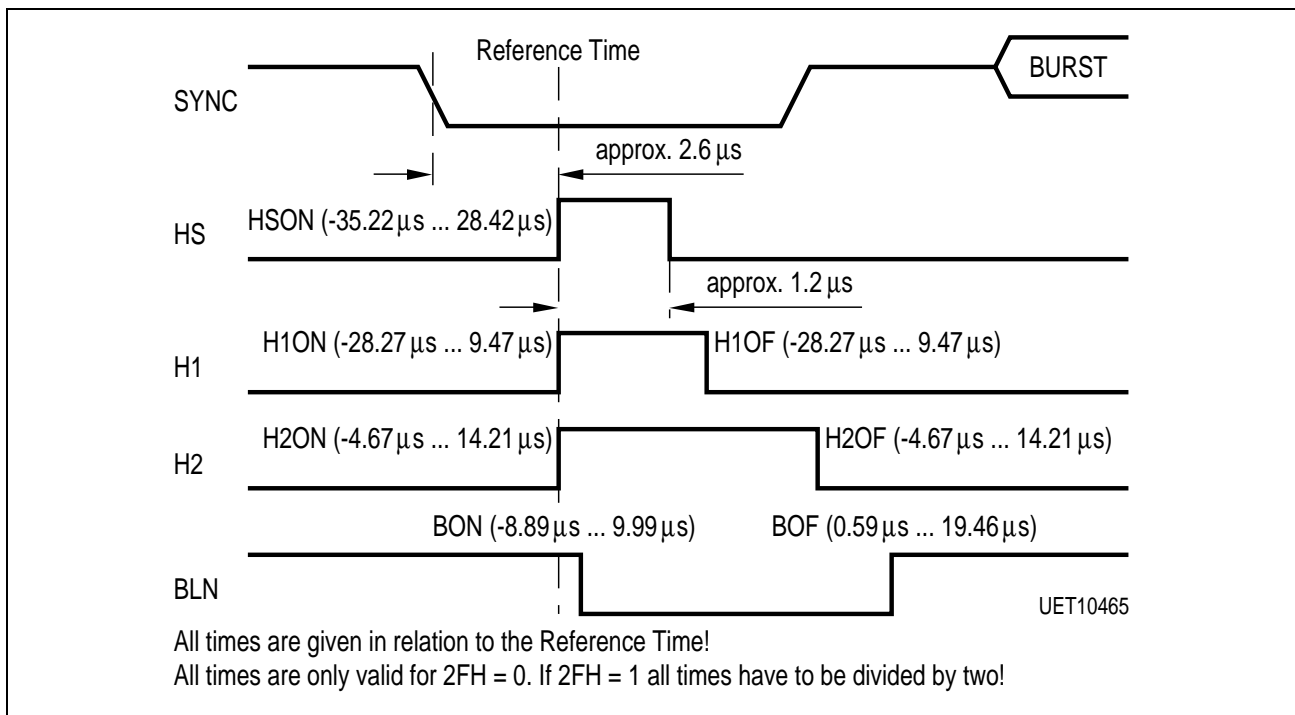 Reference Time
BURST
SYNC
approx. 2.6 µs
HSON (-35.22 µs ... 28.42 µs)
HS
approx. 1.2 µs
H1ON (-28.27 µs ... 9.47 µs)
H1OF (-28.27 µs ... 9.47 µs)
H1
H2ON (-4.67 µs ... 14.21 µs)
H2OF (-4.67 µs ... 14.21 µs)
H2
BON (-8.89 µs ... 9.99 µs)
BOF (0.59 µs ... 19.46 µs)
BLN
UET10465
All times are given in relation to the Reference Time!
All times are only valid for 2FH = 0. If 2FH = 1 all times have to be divided by two!